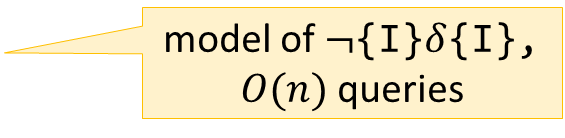 model of ¬{I}δ{I},
O(n) queries